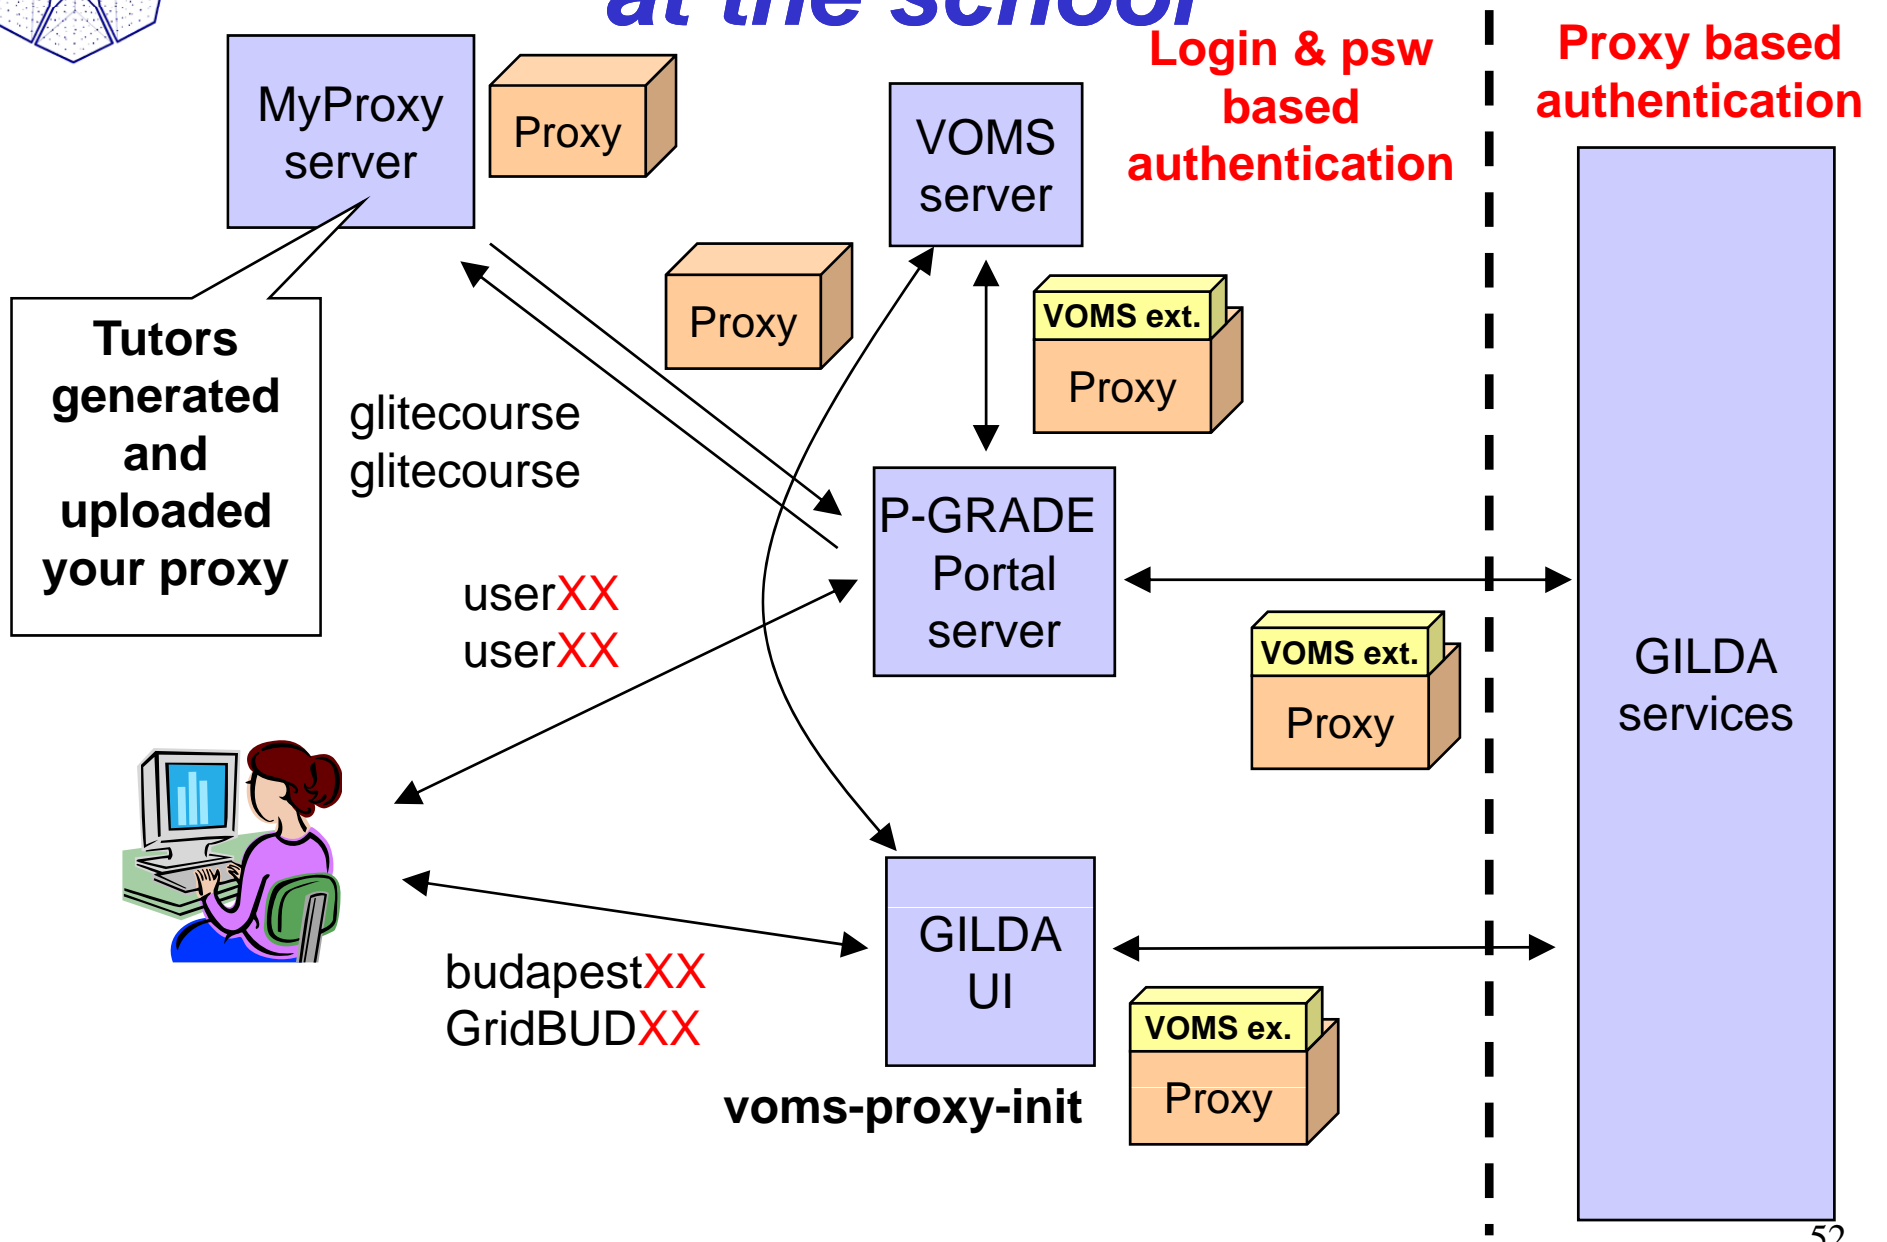 at the school
Login & psw
based
authentication
Proxy based
authentication
MyProxy
server
Proxy
VOMS
server
Proxy
VOMS ext.
Proxy
Tutors
generated
and
uploaded
your proxy
glitecourse
glitecourse
P-GRADE
Portal
server
userXX
userXX
VOMS ext.
Proxy
GILDA
services
GILDA
UI
budapestXX
GridBUDXX
VOMS ex.
Proxy
voms-proxy-init
52